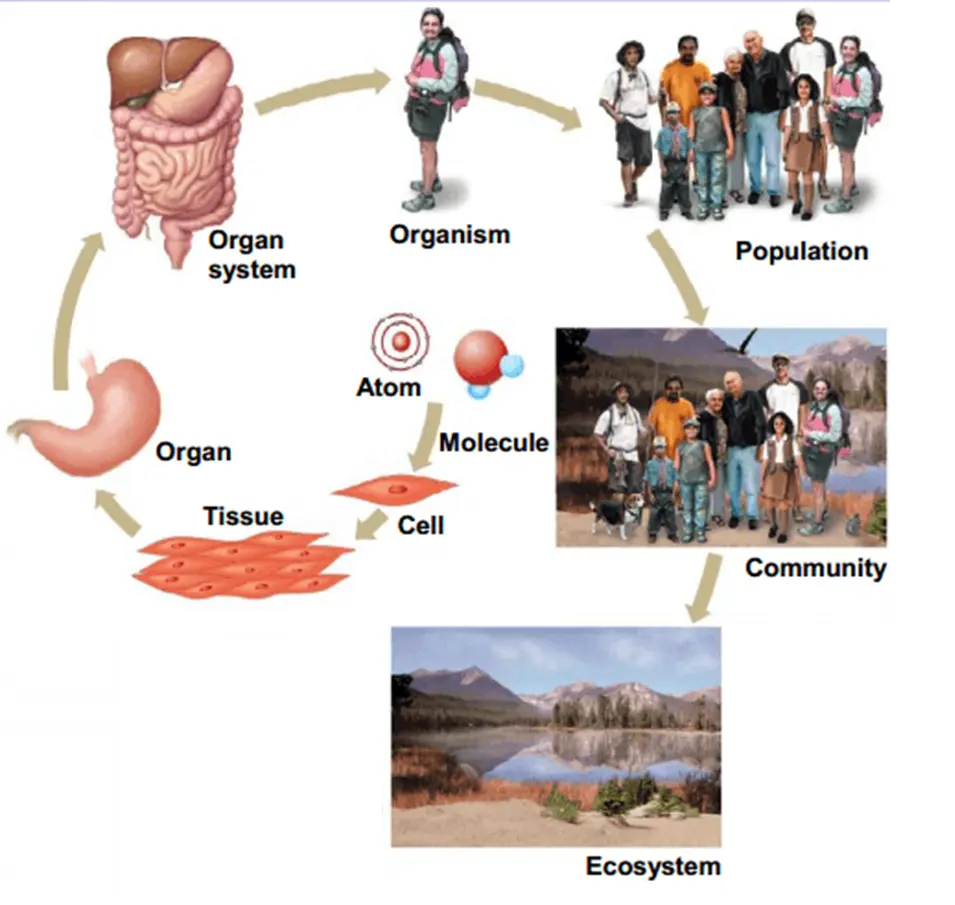 Organ
system
Organism
Population
Atom
Molecule
Organ
Tissue
Cell
Community
Ecosystem